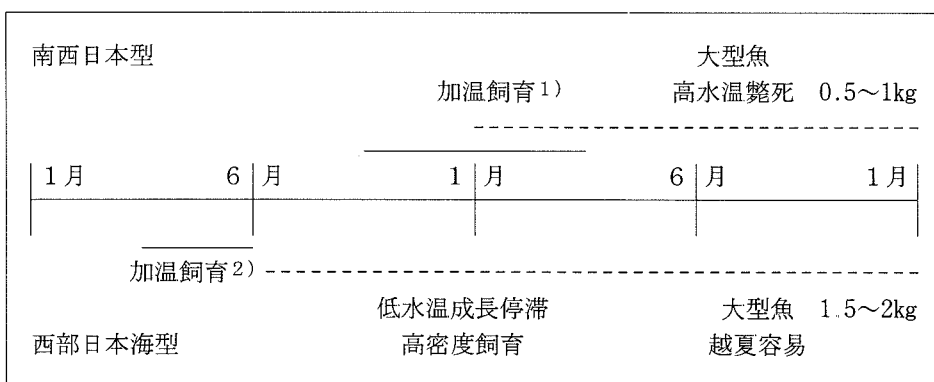 南西日本型 大型魚
加温飼育1) 高水温斃死 0.5～1kg
1月 6月 1月 6月 1月
加温飼育2)
低水温成長停滞 大型魚 1.5～2kg
西部日本海型 高密度飼育 越夏容易